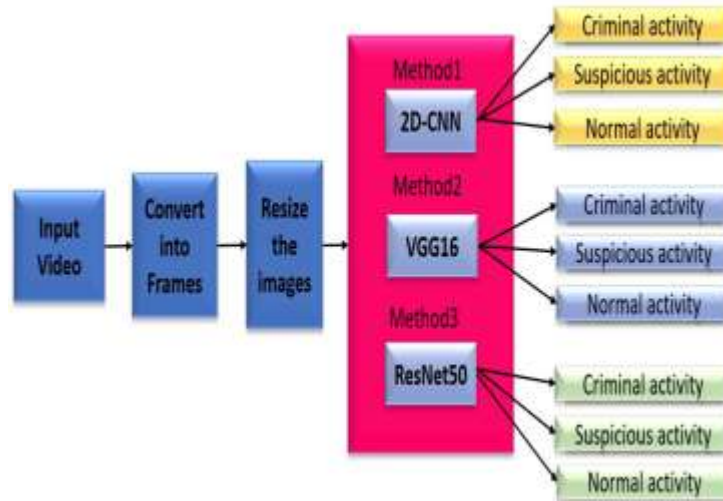 Input
Video
Convert
into
Frames
Resize
the
images
Method1
2D-CNN
Method2
VGG16
Method3
ResNet50
Criminal activity
Suspicious activity
Normal activity
Criminal activity
Suspicious activity
Normal activity
Criminal activity
Suspicious activity
Normal activity